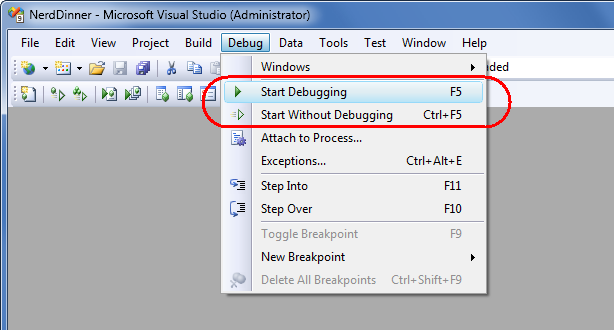 NerdDinner - Microsoft Visual Studio (Administrator)
File Edit View Project Build Debug Data Tools Test Window Help
Windows
Start Debugging F5
Start Without Debugging Ctrl+F5
Attach to Process...
Exceptions... Ctrl+Alt+E
Step Into F11
Step Over F10
Toggle Breakpoint F9
New Breakpoint
Delete All Breakpoints Ctrl+Shift+F9